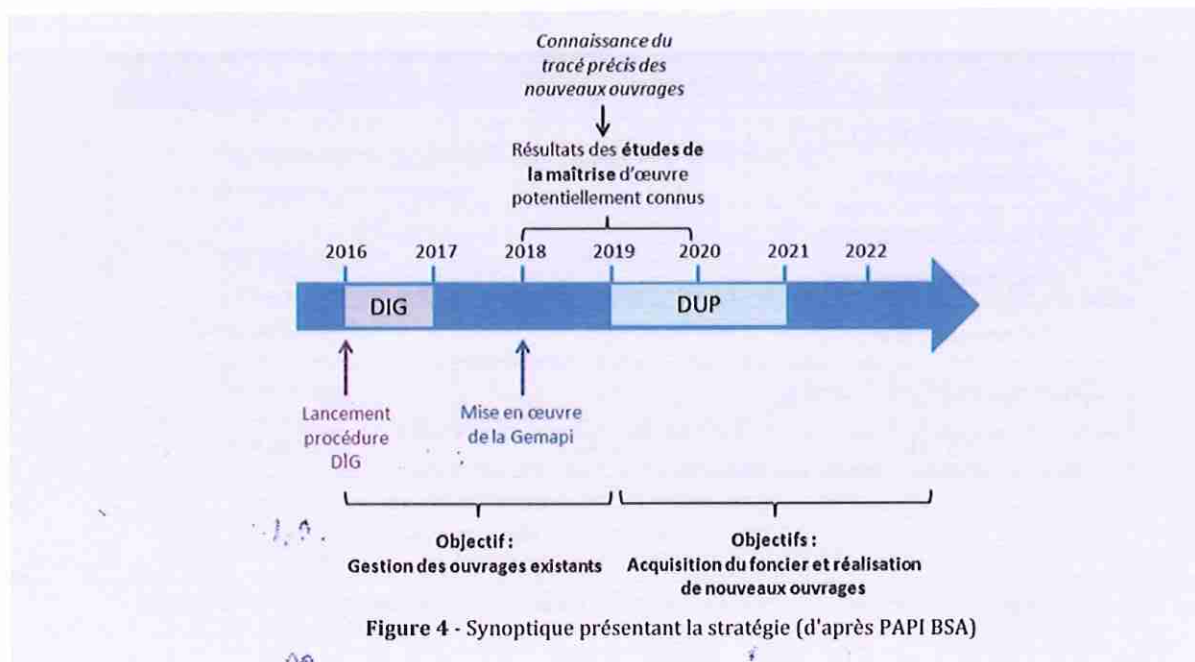 Connaissance du
tracé précis des
nouveaux ouvrages
Résultats des études de
la maîtrise d'œuvre
potentiellement connus
2016 2017 2018 2019 2020 2021 2022
DIG DUP
Lancement
procédure
DIG
Mise en œuvre
de la Gemapi
Objectif :
Gestion des ouvrages existants
Objectifs :
Acquisition du foncier et réalisation
de nouveaux ouvrages
Figure 4 - Synoptique présentant la stratégie (d'après PAPI BSA)